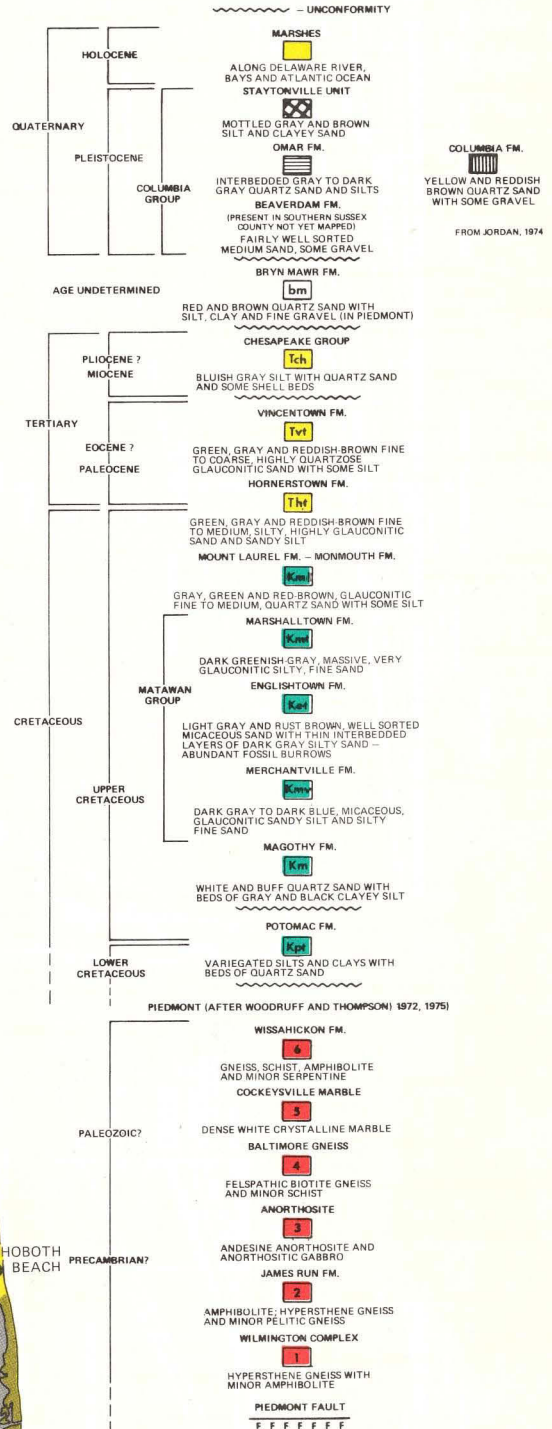 – UNCONFORMITY
MARSHES
HOLOCENE
ALONG DELAWARE RIVER,
BAYS AND ATLANTIC OCEAN
STAYTONVILLE UNIT
MOTTLED GRAY AND BROWN
SILT AND CLAYEY SAND
QUATERNARY
PLEISTOCENE
OMAR FM.
INTERBEDDED GRAY TO DARK
GRAY QUARTZ SAND AND SILTS
COLUMBIA
GROUP
BEAVERDAM FM.
(PRESENT IN SOUTHERN SUSSEX
COUNTY NOT YET MAPPED)
FAIRLY WELL SORTED
MEDIUM SAND, SOME GRAVEL
COLUMBIA FM.
YELLOW AND REDDISH
BROWN QUARTZ SAND
WITH SOME GRAVEL
FROM JORDAN, 1974
BRYN MAWR FM.
AGE UNDETERMINED
bm
RED AND BROWN QUARTZ SAND WITH
SILT, CLAY AND FINE GRAVEL (IN PIEDMONT)
CHESAPEAKE GROUP
PLIOCENE ?
MIOCENE
Tch
BLUISH GRAY SILT WITH QUARTZ SAND
AND SOME SHELL BEDS
TERTIARY
VINCENTOWN FM.
Tvt
EOCENE ?
PALEOCENE
GREEN, GRAY AND REDDISH-BROWN FINE
TO COARSE, HIGHLY QUARTZOSE
GLAUCONITIC SAND WITH SOME SILT
HORNERSTOWN FM.
Tht
GREEN, GRAY AND REDDISH-BROWN FINE
TO MEDIUM, SILTY, HIGHLY GLAUCONITIC
SAND AND SANDY SILT
MOUNT LAUREL FM. – MONMOUTH FM.
Kml
GRAY, GREEN AND RED-BROWN, GLAUCONITIC
FINE TO MEDIUM, QUARTZ SAND WITH SOME SILT
MARSHALLTOWN FM.
Kmt
DARK GREENISH-GRAY, MASSIVE, VERY
GLAUCONITIC SILTY, FINE SAND
MATAWAN
GROUP
ENGLISHTOWN FM.
Ket
CRETACEOUS
LIGHT GRAY AND RUST BROWN, WELL SORTED
MICACEOUS SAND WITH THIN INTERBEDDED
LAYERS OF DARK GRAY SILTY SAND –
ABUNDANT FOSSIL BURROWS
MERCHANTVILLE FM.
Kmv
UPPER
CRETACEOUS
DARK GRAY TO DARK BLUE, MICACEOUS,
GLAUCONITIC SANDY SILT AND SILTY
FINE SAND
MAGOTHY FM.
Km
WHITE AND BUFF QUARTZ SAND WITH
BEDS OF GRAY AND BLACK CLAYEY SILT
POTOMAC FM.
Kpt
LOWER
CRETACEOUS
VARIEGATED SILTS AND CLAYS WITH
BEDS OF QUARTZ SAND
PIEDMONT (AFTER WOODRUFF AND THOMPSON) 1972, 1975)
WISSAHICKON FM.
6
GNEISS, SCHIST, AMPHIBOLITE
AND MINOR SERPENTINE
COCKEYSVILLE MARBLE
5
PALEOZOIC?
DENSE WHITE CRYSTALLINE MARBLE
BALTIMORE GNEISS
4
FELSPATHIC BIOTITE GNEISS
AND MINOR SCHIST
ANORTHOSITE
3
HOBOTH
BEACH
PRECAMBRIAN?
ANDESINE ANORTHOSITE AND
ANORTHOSITIC GABBRO
JAMES RUN FM.
2
AMPHIBOLITE; HYPERSTHENE GNEISS
AND MINOR PELITIC GNEISS
WILMINGTON COMPLEX
1
HYPERSTHENE GNEISS WITH
MINOR AMPHIBOLITE
PIEDMONT FAULT
F F F F F F F